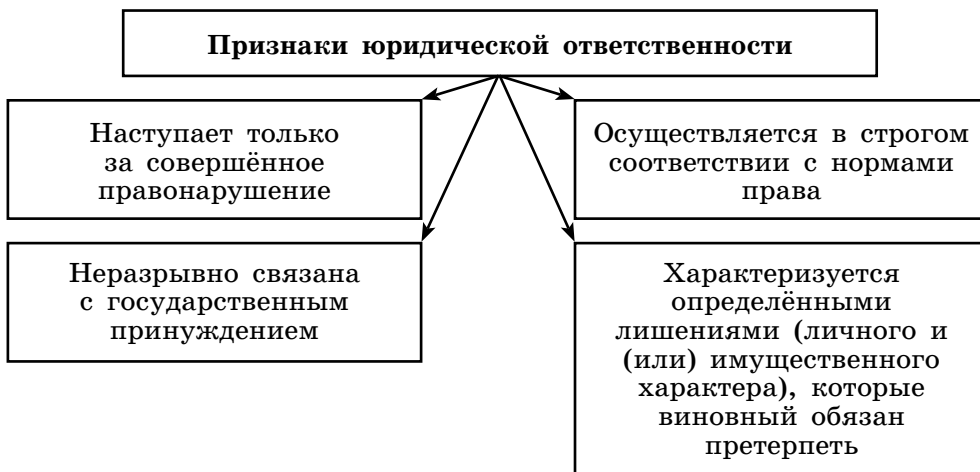 Признаки юридической ответственности
Наступает только
за совершённое
правонарушение
Осуществляется в строгом
соответствии с нормами
права
Неразрывно связана
с государственным
принуждением
Характеризуется
определёнными
лишениями (личного и
(или) имущественного
характера), которые
виновный обязан
претерпеть